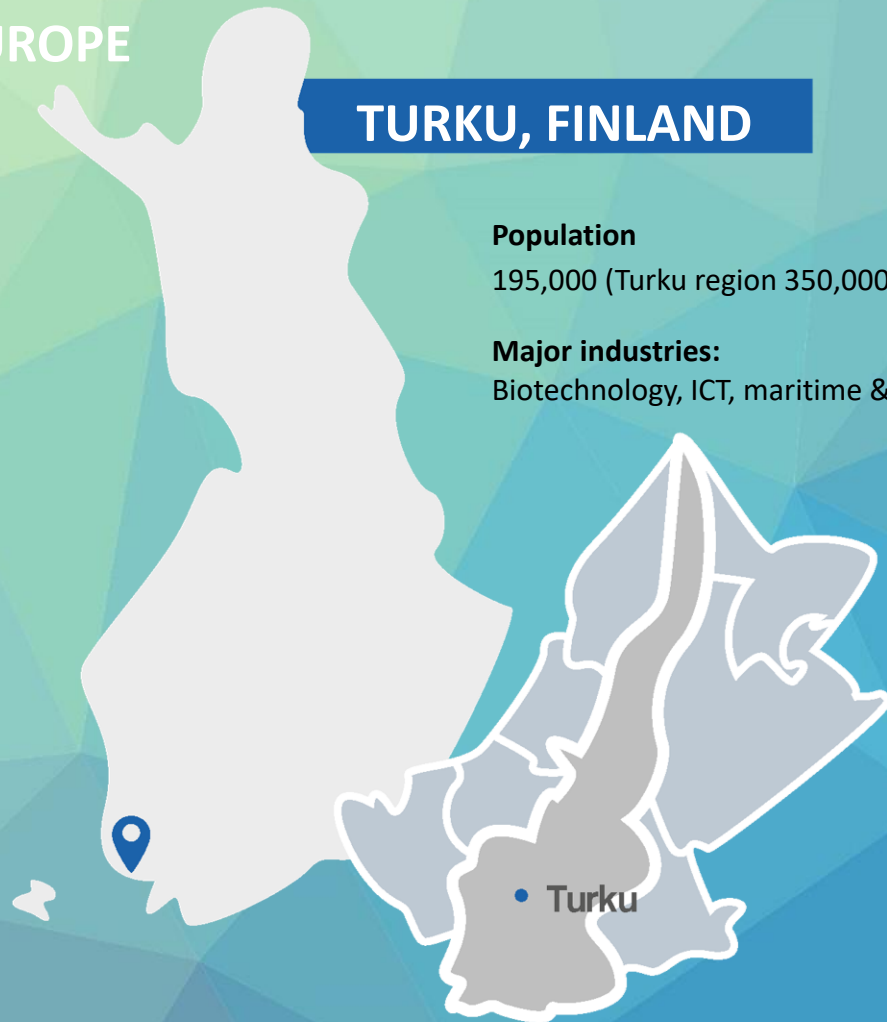 UROPE
TURKU, FINLAND
Population
195,000 (Turku region 350,000
Major industries:
Biotechnology, ICT, maritime &
Turku